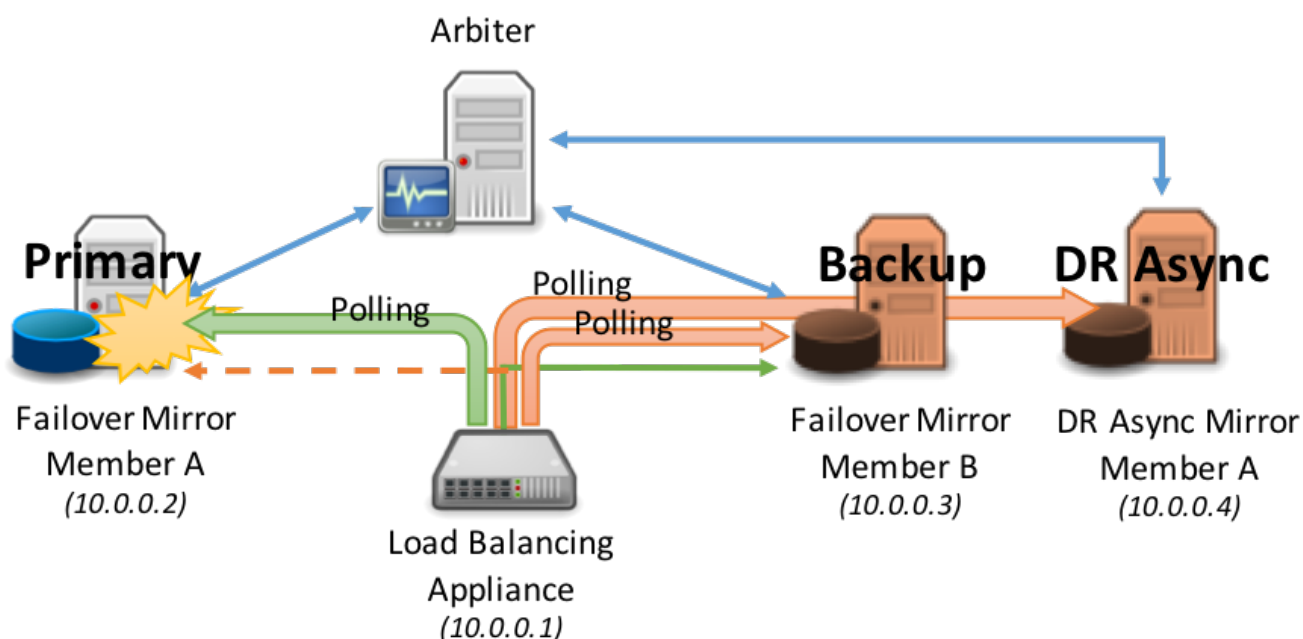 Arbiter
Primary
Backup
DR Async
Polling
Polling
Polling
Failover Mirror
Member A
(10.0.0.2)
Failover Mirror
Member B
(10.0.0.3)
DR Async Mirror
Member A
(10.0.0.4)
Load Balancing
Appliance
(10.0.0.1)